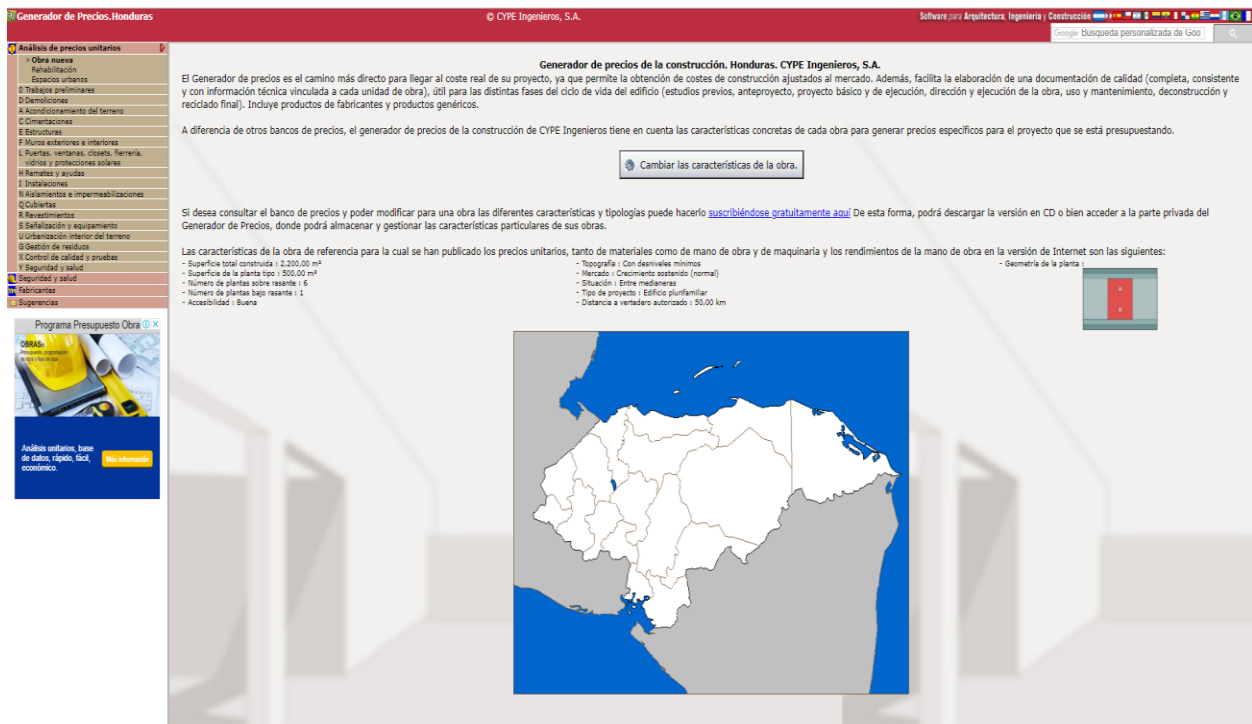 Generador de Precios. Honduras
© CYPE Ingenieros, S.A.
Software para Arquitectura, Ingeniería y Construcción
Google Búsqueda personalizada de Goo
Análisis de precios unitarios
Obra nueva
Rehabilitación
Espacios urbanos
0 Trabajos preliminares
D Demoliciones
A Acondicionamiento del terreno
C Cimentaciones
E Estructuras
F Muros exteriores e interiores
L Puertas, ventanas, closets, fierrería,
vidrios y protecciones solares
H Remates y ayudas
I Instalaciones
N Aislamientos e impermeabilizaciones
Q Cubiertas
R Revestimientos
S Señalización y equipamiento
U Urbanización interior del terreno
G Gestión de residuos
X Control de calidad y pruebas
Y Seguridad y salud
Seguridad y salud
Fabricantes
Sugerencias
Programa Presupuesto Obra
OBRAS
Presupuesto, programación
de obra y flujo de caja
Análisis unitarios, base
de datos, rápido, fácil,
económico.
Más información
Generador de precios de la construcción. Honduras. CYPE Ingenieros, S.A.
El Generador de precios es el camino más directo para llegar al coste real de su proyecto, ya que permite la obtención de costes de construcción ajustados al mercado. Además, facilita la elaboración de una documentación de calidad (completa, consistente
y con información técnica vinculada a cada unidad de obra), útil para las distintas fases del ciclo de vida del edificio (estudios previos, anteproyecto, proyecto básico y de ejecución, dirección y ejecución de la obra, uso y mantenimiento, deconstrucción y
reciclado final). Incluye productos de fabricantes y productos genéricos.
A diferencia de otros bancos de precios, el generador de precios de la construcción de CYPE Ingenieros tiene en cuenta las características concretas de cada obra para generar precios específicos para el proyecto que se está presupuestando.
Cambiar las características de la obra.
Si desea consultar el banco de precios y poder modificar para una obra las diferentes características y tipologías puede hacerlo suscribiéndose gratuitamente aquí De esta forma, podrá descargar la versión en CD o bien acceder a la parte privada del
Generador de Precios, donde podrá almacenar y gestionar las características particulares de sus obras.
Las características de la obra de referencia para la cual se han publicado los precios unitarios, tanto de materiales como de mano de obra y de maquinaria y los rendimientos de la mano de obra en la versión de Internet son las siguientes:
- Superficie total construida : 2.200,00 m²
- Superficie de la planta tipo : 500,00 m²
- Número de plantas sobre rasante : 6
- Número de plantas bajo rasante : 1
- Accesibilidad : Buena
- Topografía : Con desniveles mínimos
- Mercado : Crecimiento sostenido (normal)
- Situación : Entre medianeras
- Tipo de proyecto : Edificio plurifamiliar
- Distancia a vertedero autorizado : 50,00 km
- Geometría de la planta :